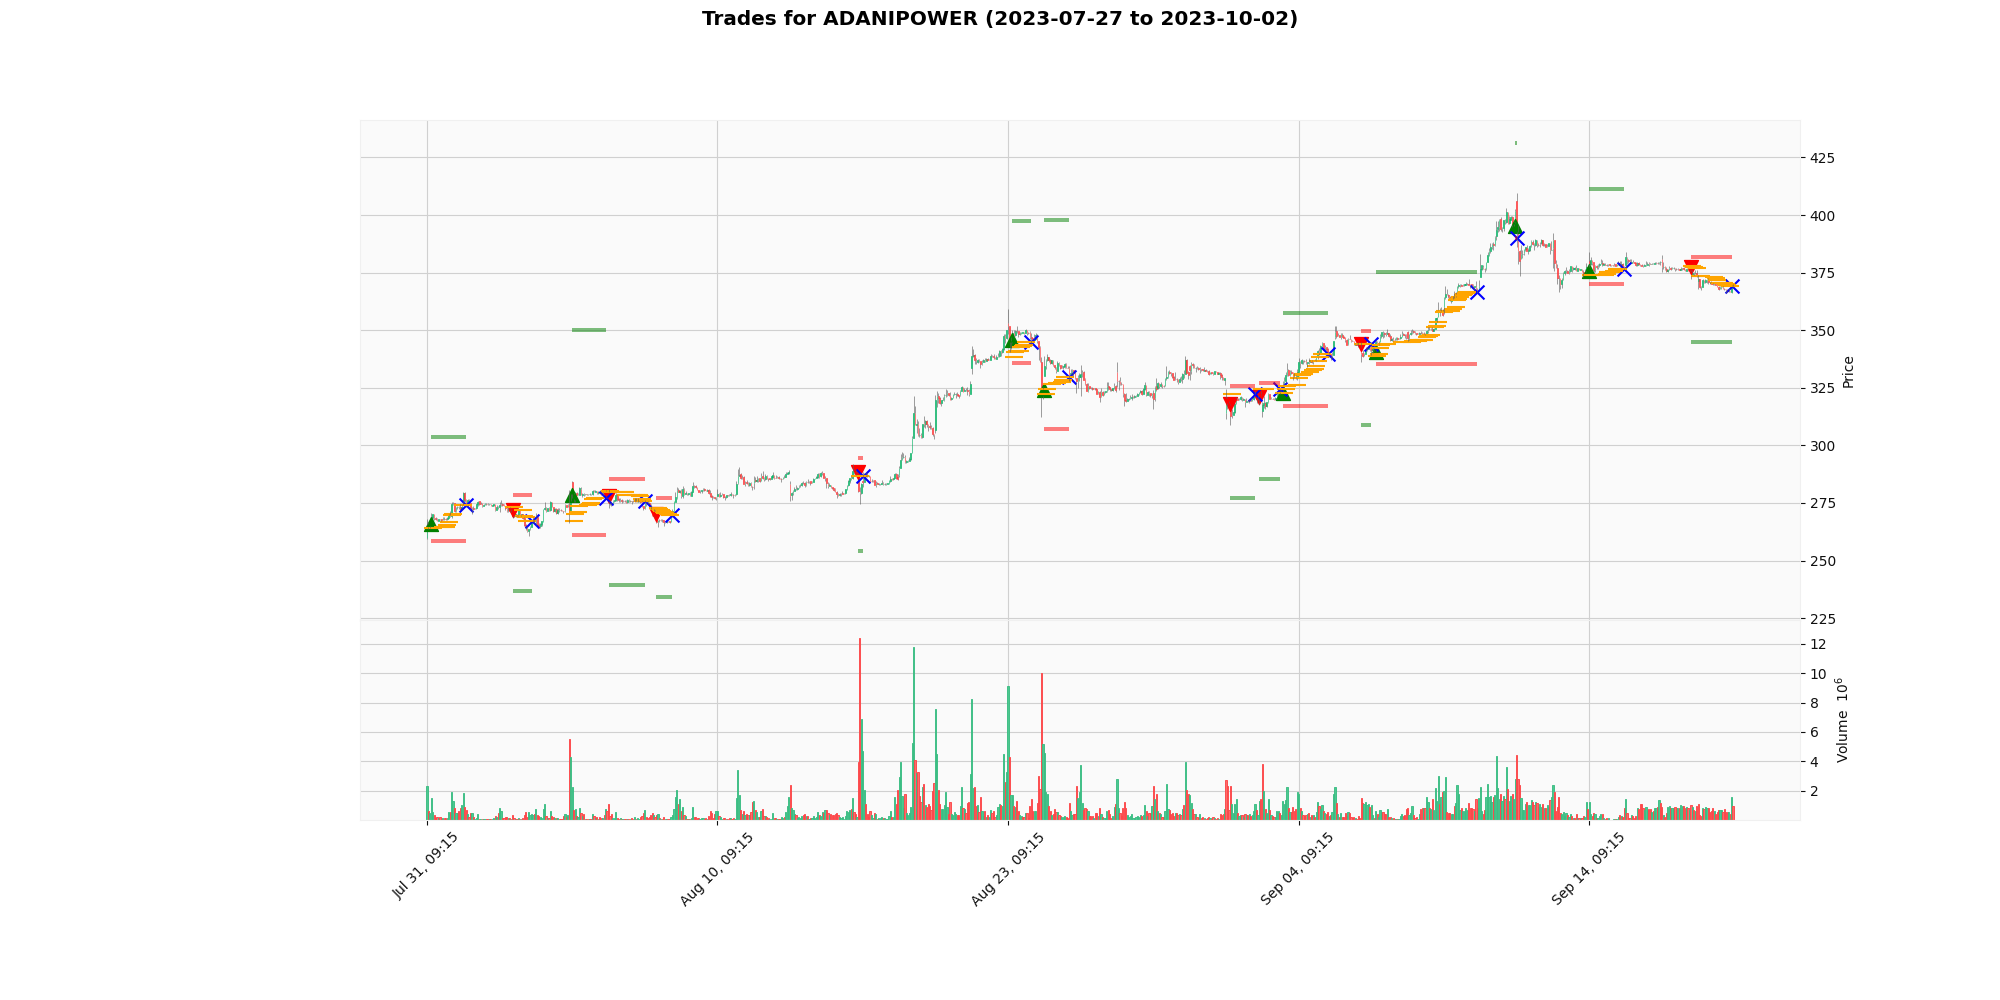 Trades for ADANIPOWER (2023-07-27 to 2023-10-02)
425
400
375
350
325
300
275
250
225
Price
12
10
8
6
4
2
Volume 10^6
Jul 31, 09:15
Aug 10, 09:15
Aug 23, 09:15
Sep 04, 09:15
Sep 14, 09:15